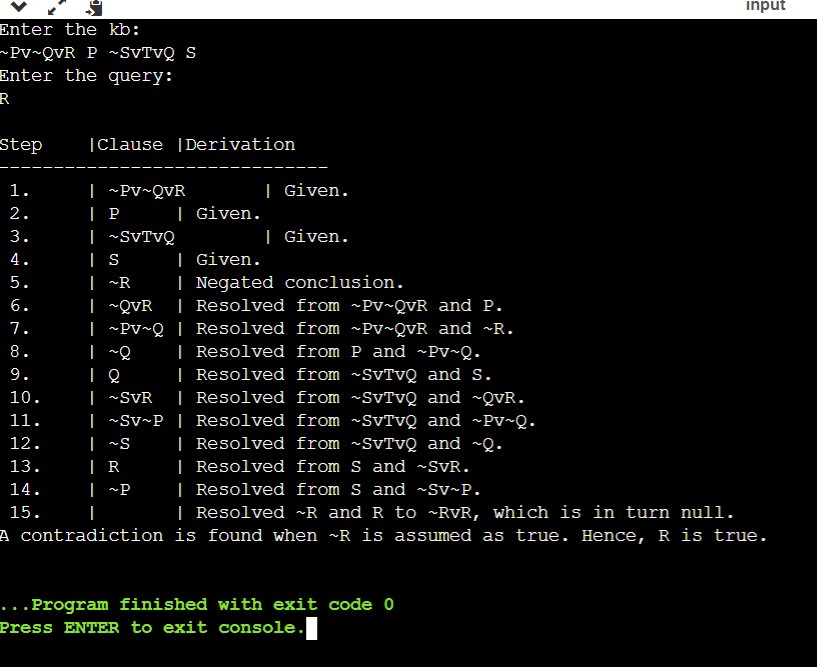 input
Enter the kb:
~Pv~QvR P ~SvTvQ S
Enter the query:
R
Step |Clause |Derivation
------------------------------
1. | ~Pv~QvR | Given.
2. | P | Given.
3. | ~SvTvQ | Given.
4. | S | Given.
5. | ~R | Negated conclusion.
6. | ~QvR | Resolved from ~Pv~QvR and P.
7. | ~Pv~Q | Resolved from ~Pv~QvR and ~R.
8. | ~Q | Resolved from P and ~Pv~Q.
9. | Q | Resolved from ~SvTvQ and S.
10. | ~SvR | Resolved from ~SvTvQ and ~QvR.
11. | ~Sv~P | Resolved from ~SvTvQ and ~Pv~Q.
12. | ~S | Resolved from ~SvTvQ and ~Q.
13. | R | Resolved from S and ~SvR.
14. | ~P | Resolved from S and ~Sv~P.
15. | | Resolved ~R and R to ~RvR, which is in turn null.
A contradiction is found when ~R is assumed as true. Hence, R is true.
...Program finished with exit code 0
Press ENTER to exit console.